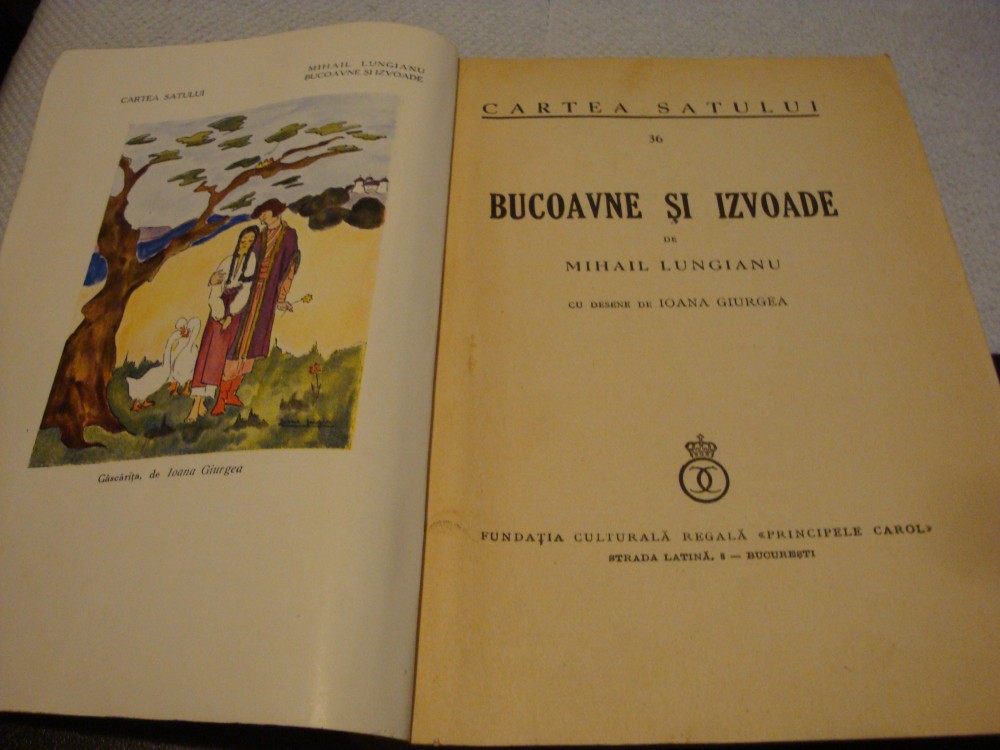 CARTEA SATULUI
MIHAIL LUNGIANU
BUCOAVNE ȘI IZVOADE
Gâscărița, de Ioana Giurgea
CARTEA SATULUI
36
BUCOAVNE ȘI IZVOADE
DE
MIHAIL LUNGIANU
CU DESENE DE IOANA GIURGEA
FUNDAȚIA CULTURALĂ REGALĂ «PRINCIPELE CAROL»
STRADA LATINĂ, 8 — BUCUREȘTI